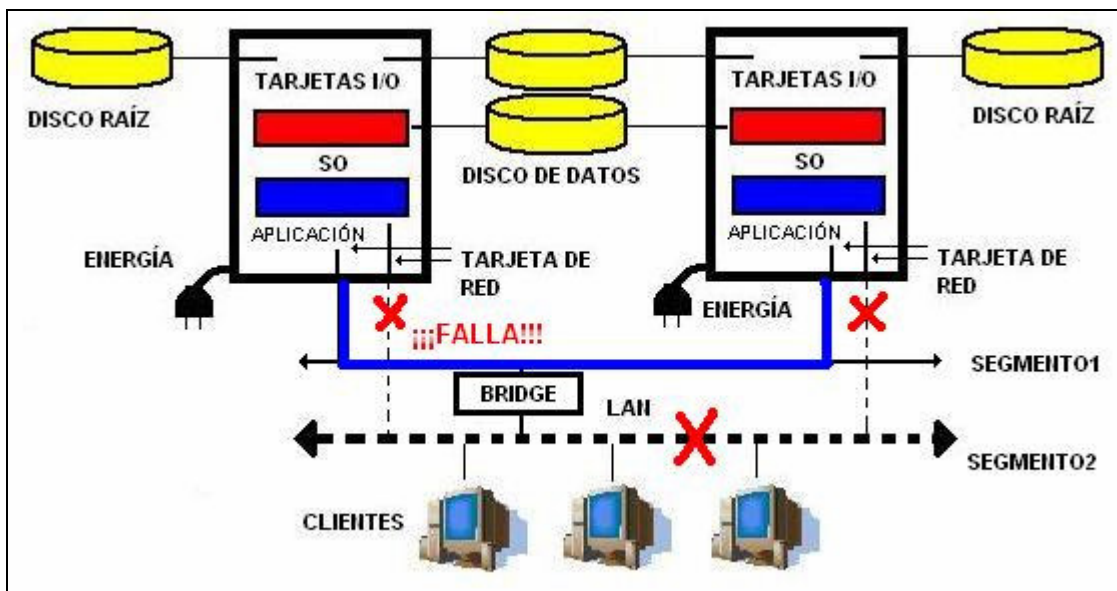 TARJETAS I/O
TARJETAS I/O
DISCO RAÍZ
DISCO RAÍZ
SO
DISCO DE DATOS
SO
APLICACIÓN
APLICACIÓN
ENERGÍA
TARJETA DE
RED
TARJETA DE
RED
ENERGÍA
¡¡¡FALLA!!!
SEGMENTO1
BRIDGE
LAN
SEGMENTO2
CLIENTES